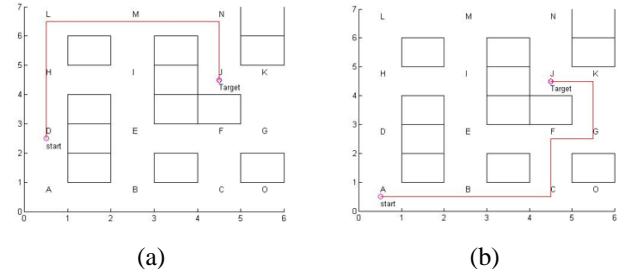 7 L M N
6
5 H I J K
Target
4
3
D E F G
start
2
1 A B C O
0
0 1 2 3 4 5 6
(a)
7 L M N
6
5
H I J K
Target
4
3
D E F G
2
1
A B C O
start
0
0 1 2 3 4 5 6
(b)